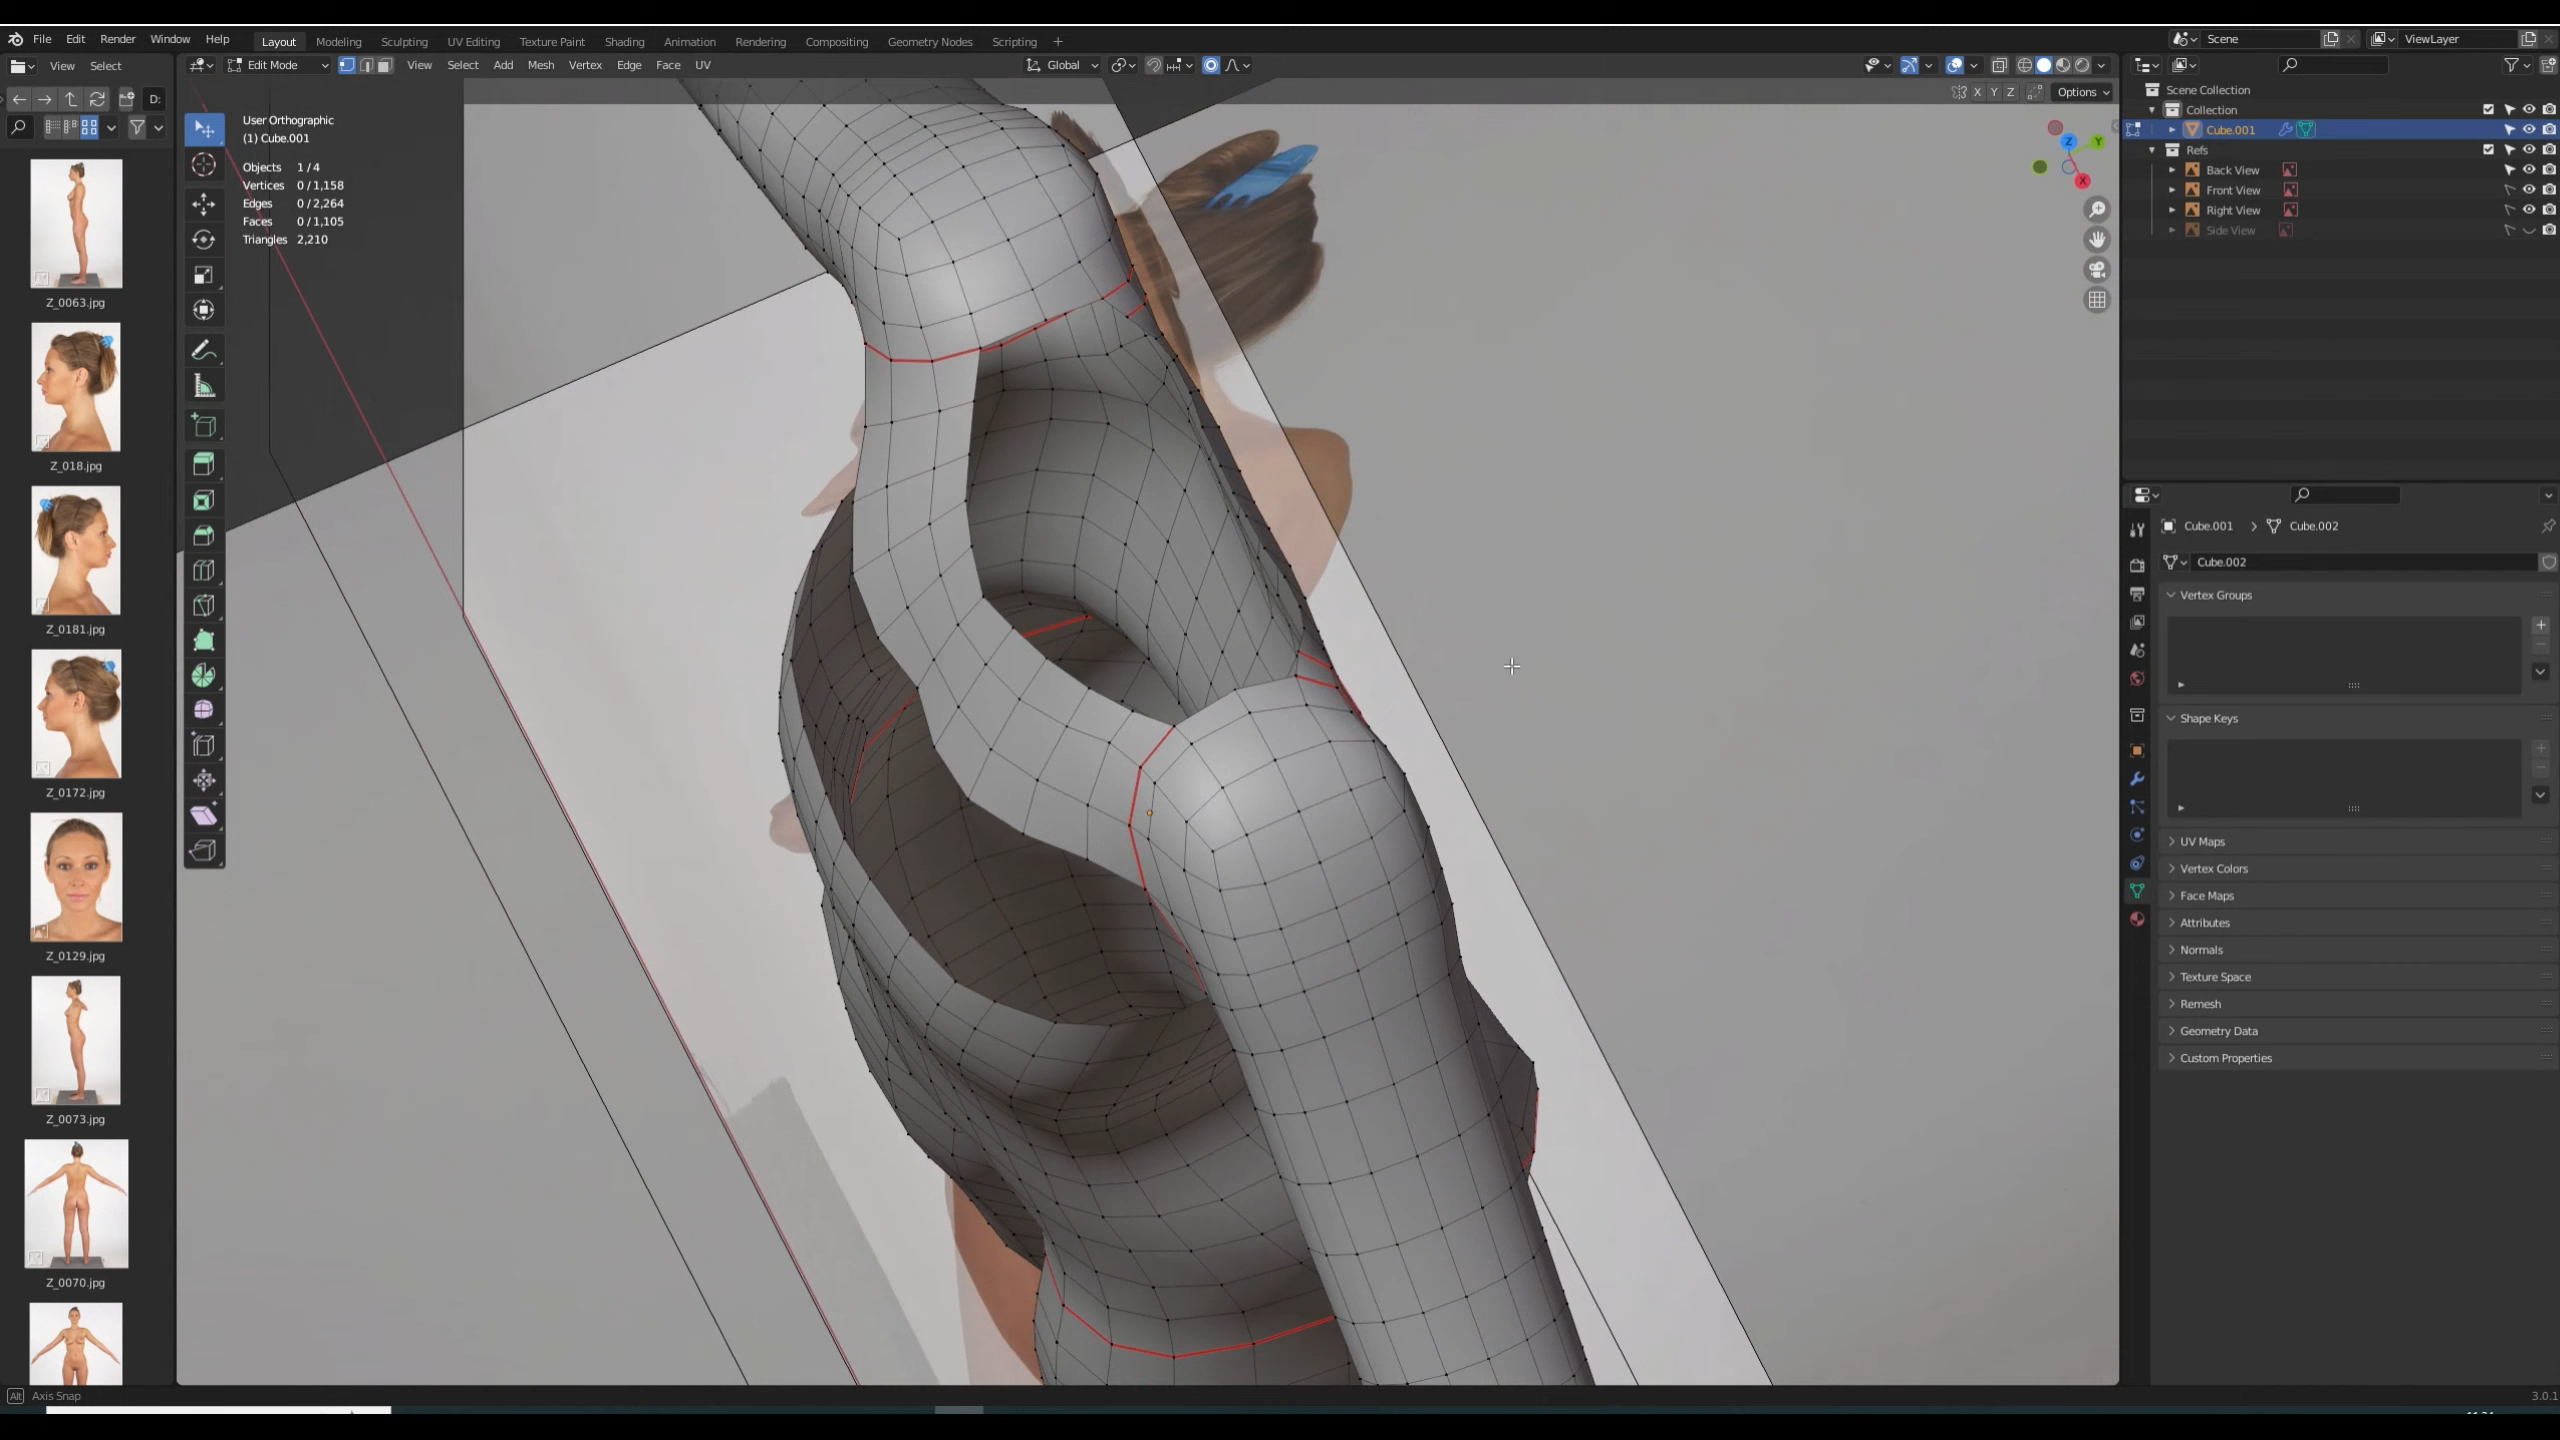 File Edit Render Window Help Layout Modeling Sculpting UV Editing Texture Paint Shading Animation Rendering Compositing Geometry Nodes Scripting + Scene ViewLayer
View Select Edit Mode View Select Add Mesh Vertex Edge Face UV Global
D: X Y Z Options
User Orthographic
(1) Cube.001
Objects 1 / 4
Vertices 0 / 1,158
Edges 0 / 2,264
Faces 0 / 1,105
Triangles 2,210
Z_0063.jpg
Z_018.jpg
Z_0181.jpg
Z_0172.jpg
Z_0129.jpg
Z_0073.jpg
Z_0070.jpg
Z
Y
X
Scene Collection
Collection
Cube.001
Refs
Back View
Front View
Right View
Side View
Cube.001 > Cube.002
Cube.002
Vertex Groups
Shape Keys
UV Maps
Vertex Colors
Face Maps
Attributes
Normals
Texture Space
Remesh
Geometry Data
Custom Properties
Alt Axis Snap
3.0.1